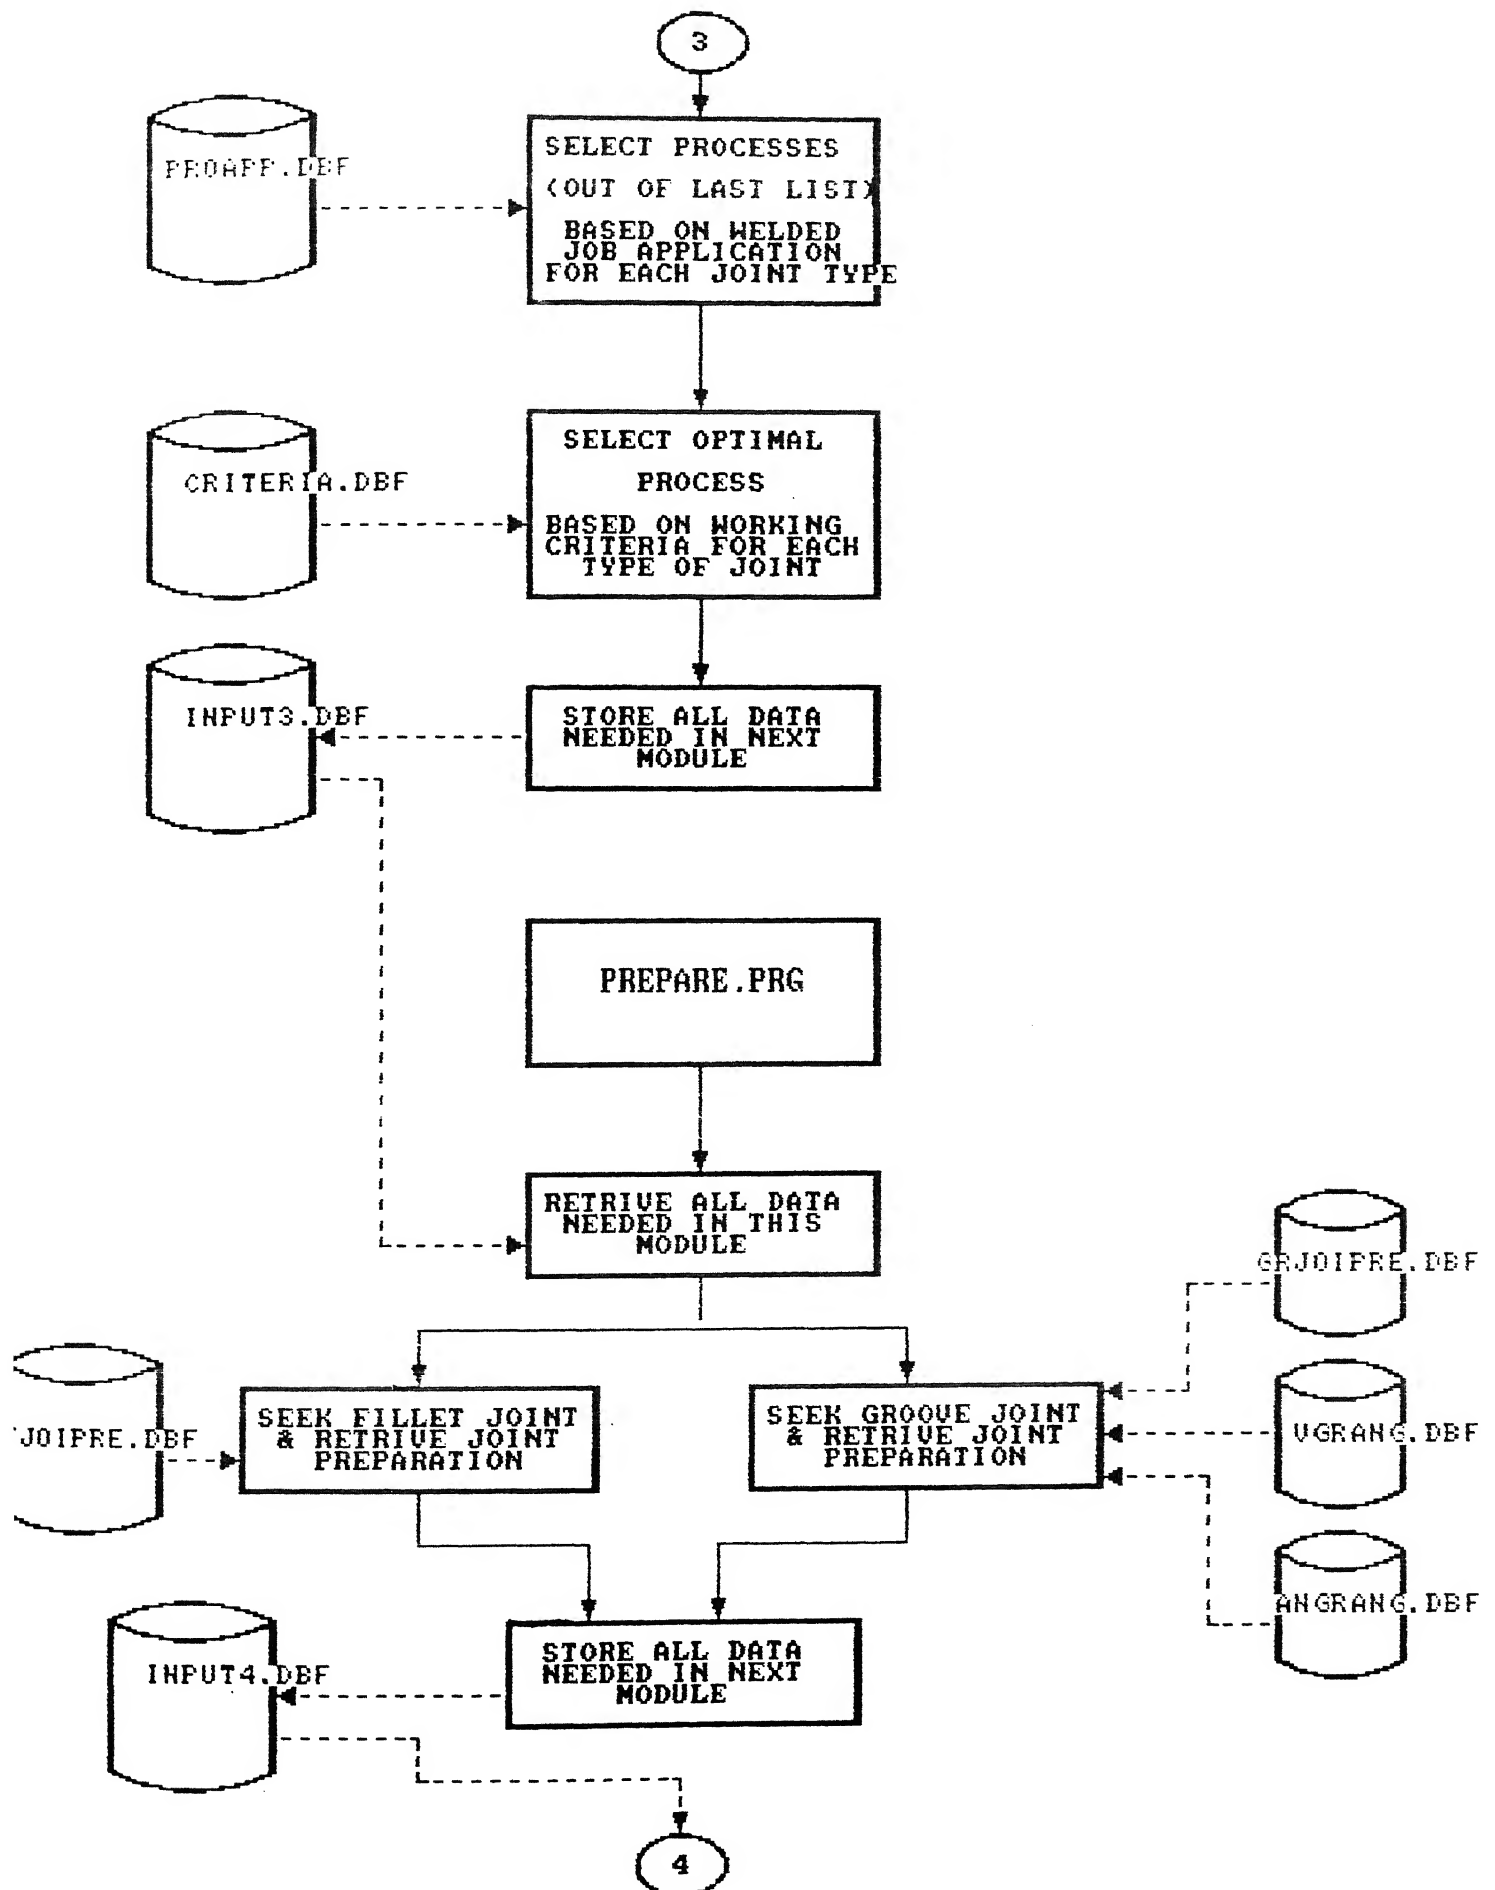 3
PROAPP.DBF
SELECT PROCESSES
(OUT OF LAST LIST)
BASED ON WELDED
JOB APPLICATION
FOR EACH JOINT TYPE
CRITERIA.DBF
SELECT OPTIMAL
PROCESS
BASED ON WORKING
CRITERIA FOR EACH
TYPE OF JOINT
INPUT3.DBF
STORE ALL DATA
NEEDED IN NEXT
MODULE
PREPARE.PRG
RETRIVE ALL DATA
NEEDED IN THIS
MODULE
GRJOIPRE.DBF
JOIPRE.DBF
SEEK FILLET JOINT
& RETRIVE JOINT
PREPARATION
SEEK GROOVE JOINT
& RETRIVE JOINT
PREPARATION
VGRANG.DBF
ANGRANG.DBF
INPUT4.DBF
STORE ALL DATA
NEEDED IN NEXT
MODULE
4